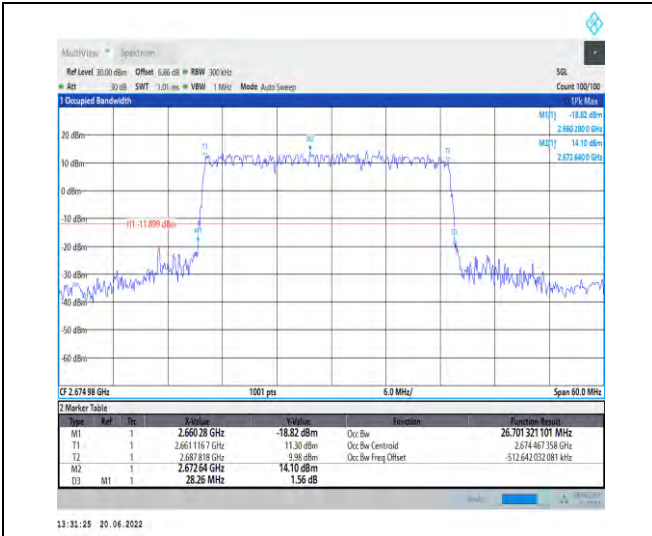 MultiView Spectrum
Ref Level 30.00 dBm Offset 6.86 dB RBW 300 kHz SGL
Att 30 dB SWT 1.01 ms VBW 1 MHz Mode Auto Sweep Count 100/100
1 Occupied Bandwidth 1Pk Max
M1[1] -18.82 dBm
2.660 280 0 GHz
M2[1] 14.10 dBm
2.672 640 0 GHz
20 dBm
T1 M2 T2
10 dBm
0 dBm
-10 dBm
H1 -11.899 dBm
M1 D3
-20 dBm
-30 dBm
-40 dBm
-50 dBm
-60 dBm
CF 2.674 98 GHz 1001 pts 6.0 MHz/ Span 60.0 MHz
2 Marker Table
Type Ref Trc X-Value Y-Value Function Function Result
M1 1 2.660 28 GHz -18.82 dBm Occ Bw 26.701 321 101 MHz
T1 1 2.661 116 7 GHz 11.30 dBm Occ Bw Centroid 2.674 467 358 GHz
T2 1 2.687 818 GHz 9.98 dBm Occ Bw Freq Offset -512.642 032 081 kHz
M2 1 2.672 64 GHz 14.10 dBm
D3 M1 1 28.26 MHz 1.56 dB
13:31:25 20.06.2022